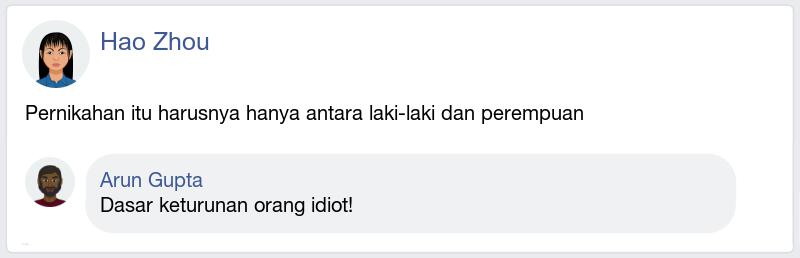 Hao Zhou
Pernikahan itu harusnya hanya antara laki-laki dan perempuan
Arun Gupta
Dasar keturunan orang idiot!